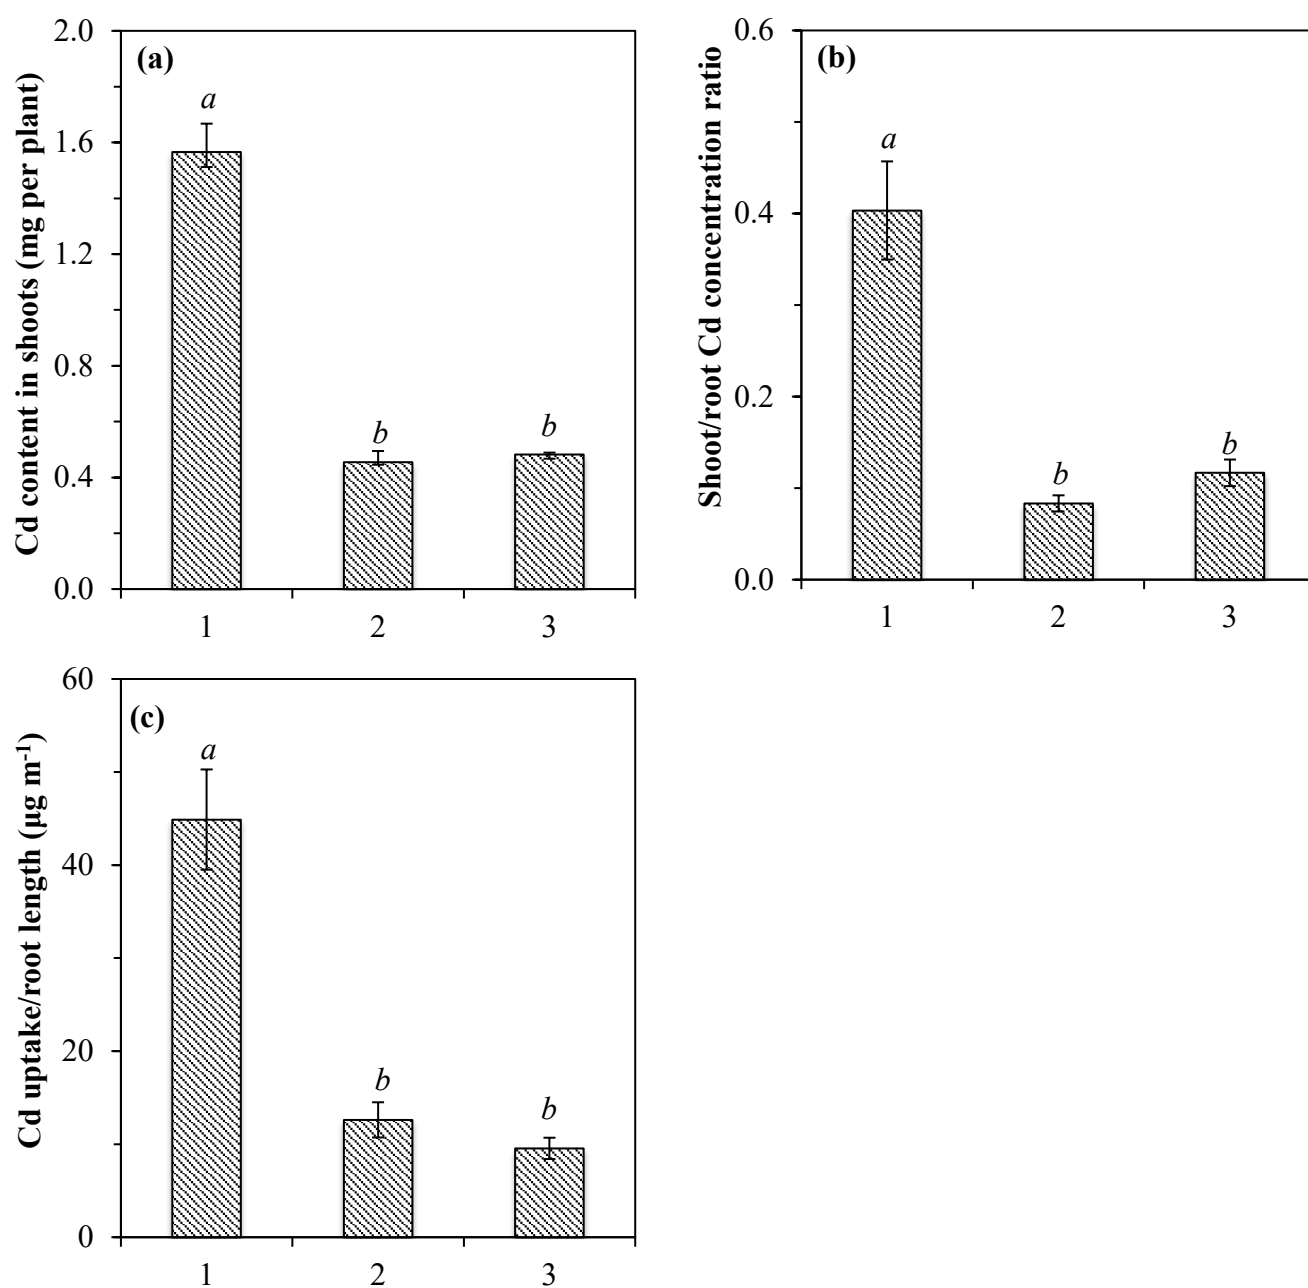 (a)
Cd content in shoots (mg per plant)
2.0
1.6
1.2
0.8
0.4
0.0
a
b
b
1
2
3
(b)
Shoot/root Cd concentration ratio
0.6
0.4
0.2
0.0
a
b
b
1
2
3
(c)
Cd uptake/root length (µg m⁻¹)
60
40
20
0
a
b
b
1
2
3